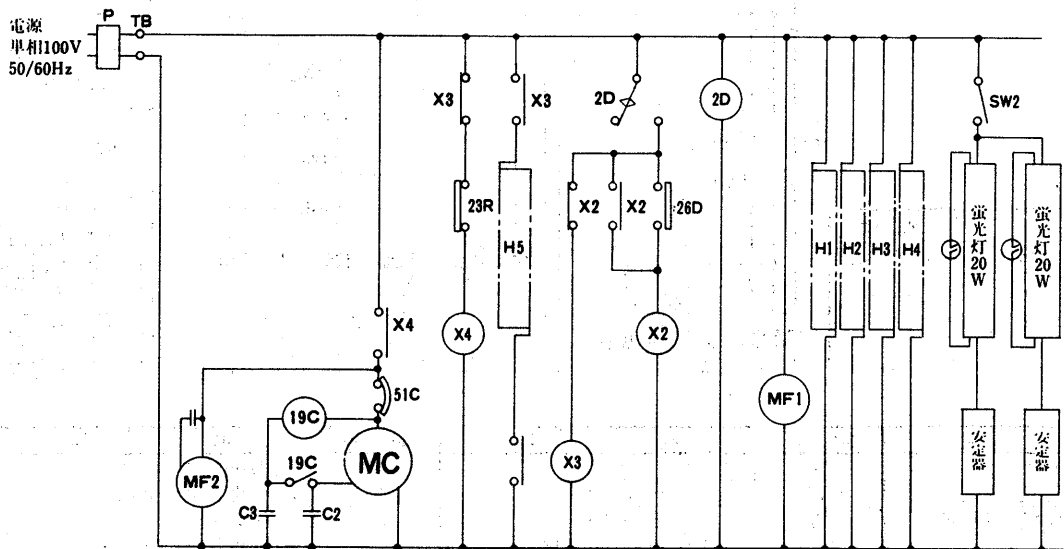 電源
単相100V
50/60Hz
P
TB
X3
X3
2D
2D
SW2
23R
H5
X2
X2
26D
H1
H2
H3
H4
蛍光灯20W
蛍光灯20W
X4
X4
X2
51C
MF1
19C
19C
MC
X3
安定器
安定器
MF2
C3
C2